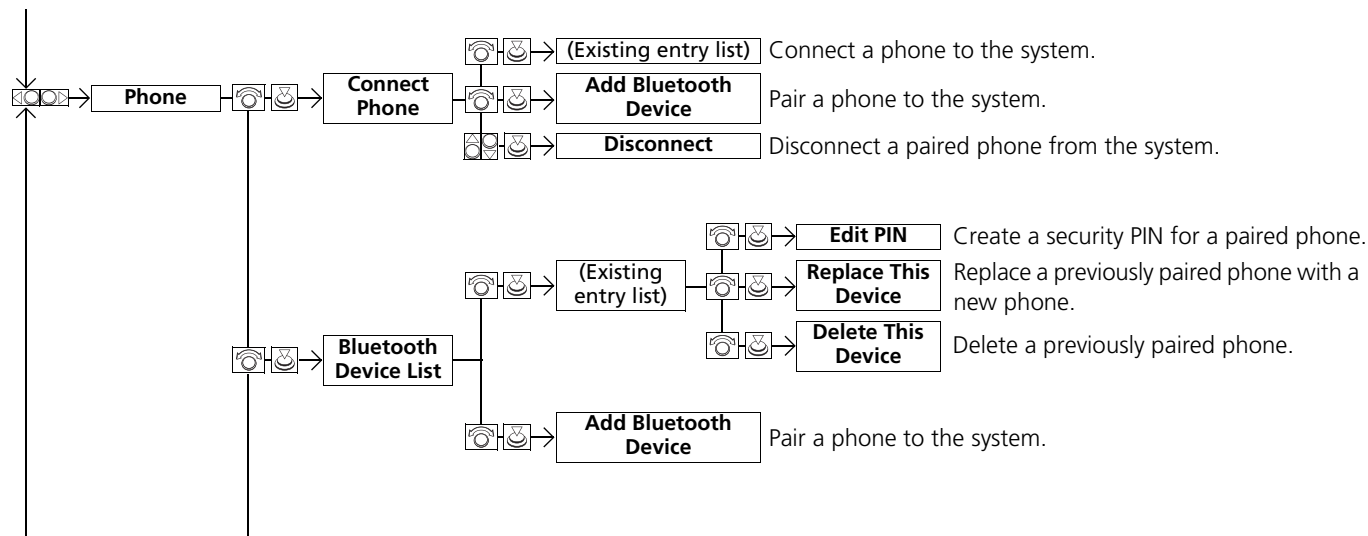 (Existing entry list) Connect a phone to the system.
Phone
Connect
Phone
Add Bluetooth
Device
Pair a phone to the system.
Disconnect Disconnect a paired phone from the system.
Edit PIN Create a security PIN for a paired phone.
(Existing
entry list)
Replace This
Device
Replace a previously paired phone with a
new phone.
Delete This
Device
Delete a previously paired phone.
Bluetooth
Device List
Add Bluetooth
Device
Pair a phone to the system.